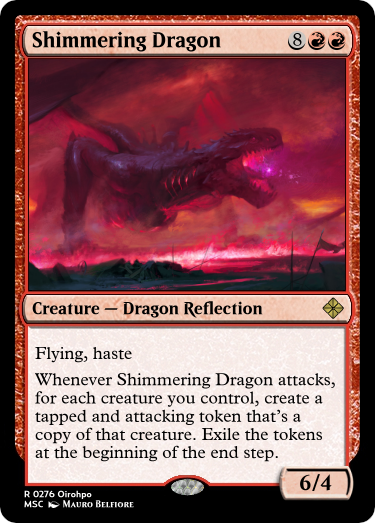 Shimmering Dragon 8
Creature — Dragon Reflection
Flying, haste
Whenever Shimmering Dragon attacks,
for each creature you control, create a
tapped and attacking token that's a
copy of that creature. Exile the tokens
at the beginning of the end step.
6/4
R 0276 Oirohpo
MSC Mauro Belfiore